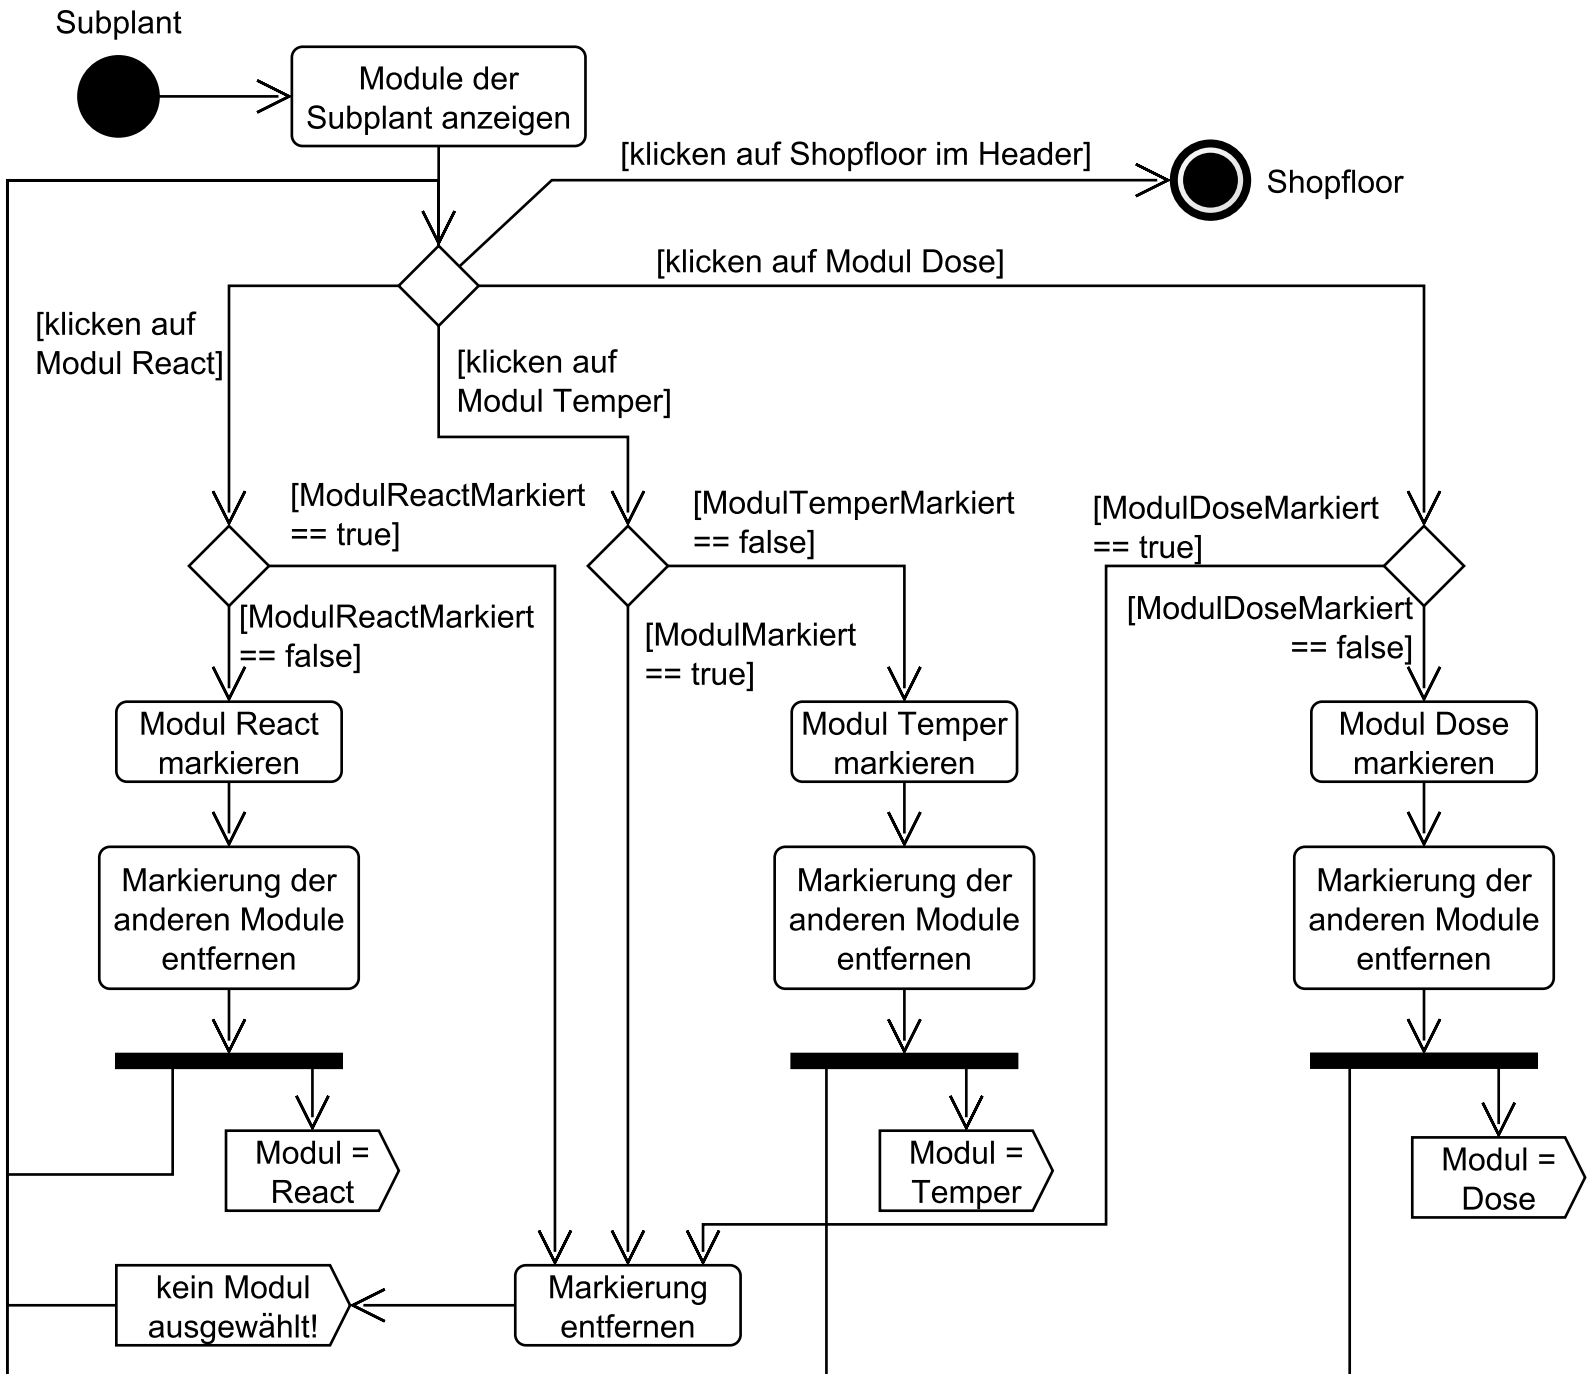 Subplant
Module der
Subplant anzeigen
[klicken auf Shopfloor im Header]
Shopfloor
[klicken auf Modul Dose]
[klicken auf
Modul React]
[klicken auf
Modul Temper]
[ModulReactMarkiert
== true]
[ModulTemperMarkiert
== false]
[ModulDoseMarkiert
== true]
[ModulReactMarkiert
== false]
[ModulMarkiert
== true]
[ModulDoseMarkiert
== false]
Modul React
markieren
Modul Temper
markieren
Modul Dose
markieren
Markierung der
anderen Module
entfernen
Markierung der
anderen Module
entfernen
Markierung der
anderen Module
entfernen
Modul =
React
Modul =
Temper
Modul =
Dose
kein Modul
ausgewählt!
Markierung
entfernen